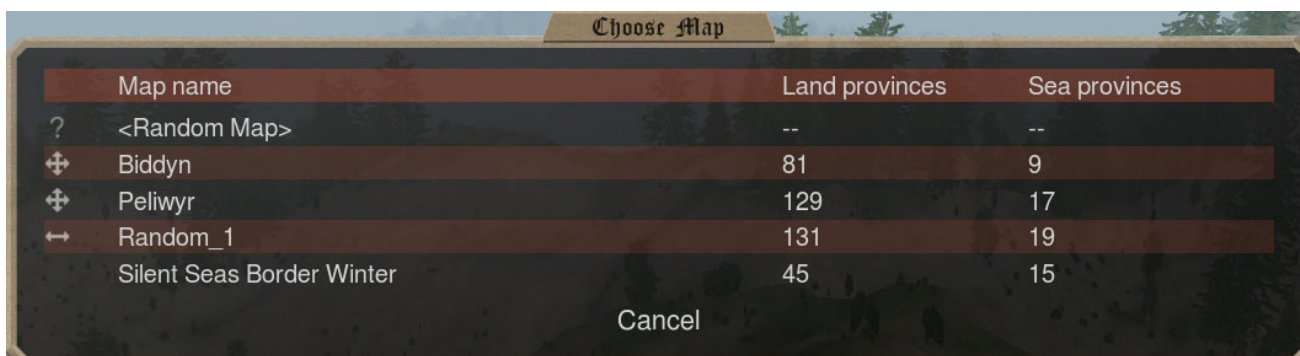 Choose Map
Map name Land provinces Sea provinces
? <Random Map> -- --
Biddyn 81 9
Peliwyr 129 17
Random_1 131 19
Silent Seas Border Winter 45 15
Cancel